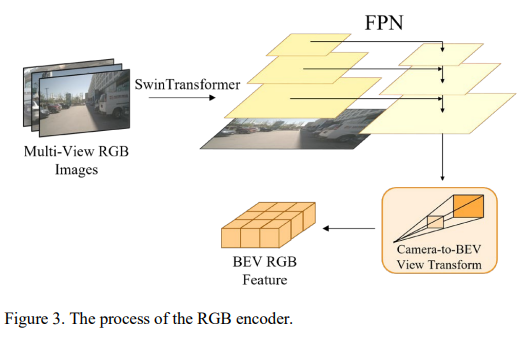 FPN
SwinTransformer
Multi-View RGB
Images
Camera-to-BEV
View Transform
BEV RGB
Feature
Figure 3. The process of the RGB encoder.